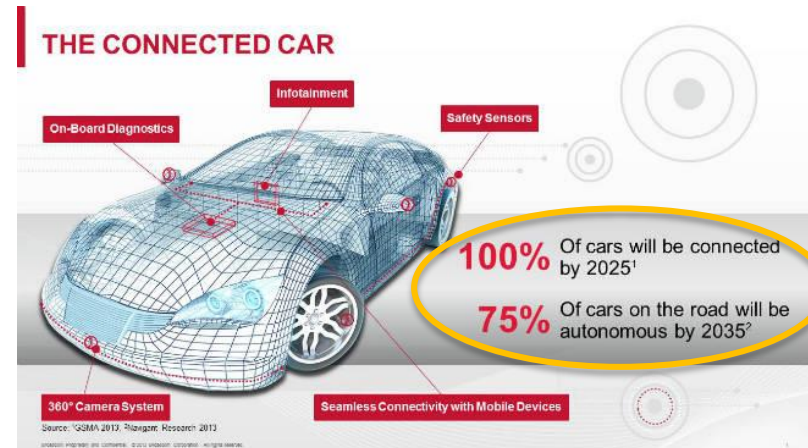 THE CONNECTED CAR
Infotainment
On-Board Diagnostics
Safety Sensors
100% Of cars will be connected
by 2025¹
75% Of cars on the road will be
autonomous by 2035²
360° Camera System
Seamless Connectivity with Mobile Devices
Source: ¹GSMA 2013, ²Navigant Research 2013